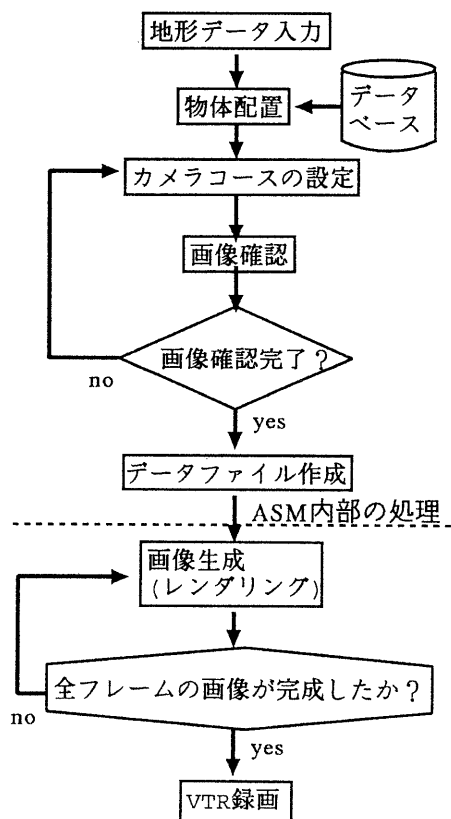 地形データ入力
物体配置
データ
ベース
カメラコースの設定
画像確認
画像確認完了？
no
yes
データファイル作成
ASM内部の処理
画像生成
(レンダリング)
全フレームの画像が完成したか？
no
yes
VTR録画